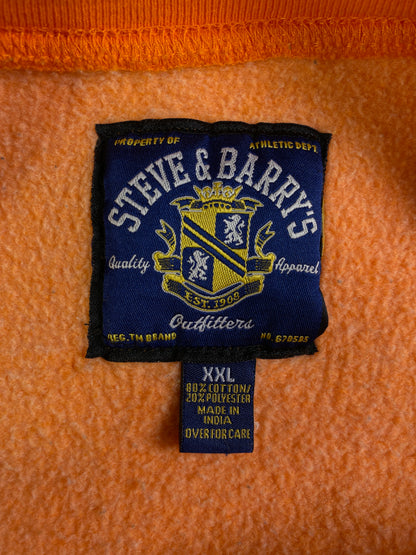 PROPERTY OF ATHLETIC DEPT.
STEVE & BARRY'S
Quality Apparel
EST. 1908
Outfitters
REG. TM BRAND NO. 670585
XXL
80% COTTON/
20% POLYESTER
MADE IN
INDIA
OVER FOR CARE